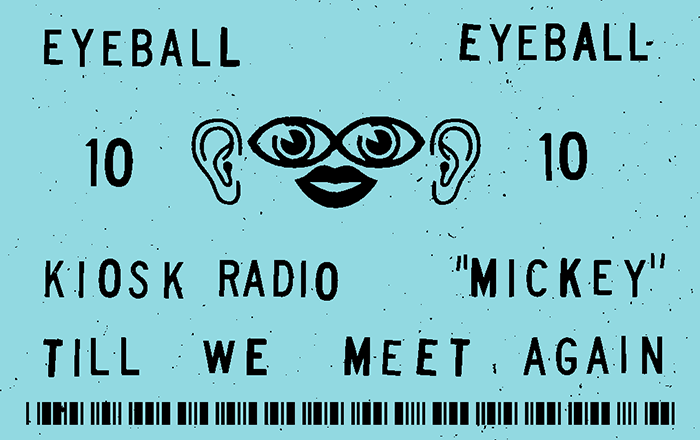 EYEBALL EYEBALL
10 10
KIOSK RADIO "MICKEY"
TILL WE MEET AGAIN